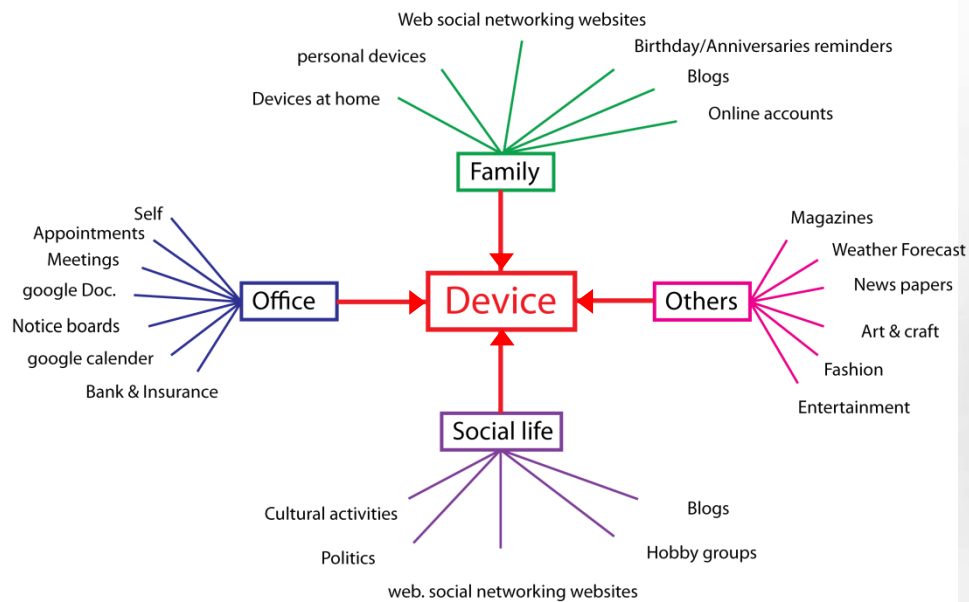 Web social networking websites
personal devices
Birthday/Anniversaries reminders
Devices at home
Blogs
Online accounts
Family
Self
Appointments
Meetings
google Doc.
Notice boards
google calender
Bank & Insurance
Office
Device
Others
Magazines
Weather Forecast
News papers
Art & craft
Fashion
Entertainment
Social life
Cultural activities
Politics
web. social networking websites
Hobby groups
Blogs